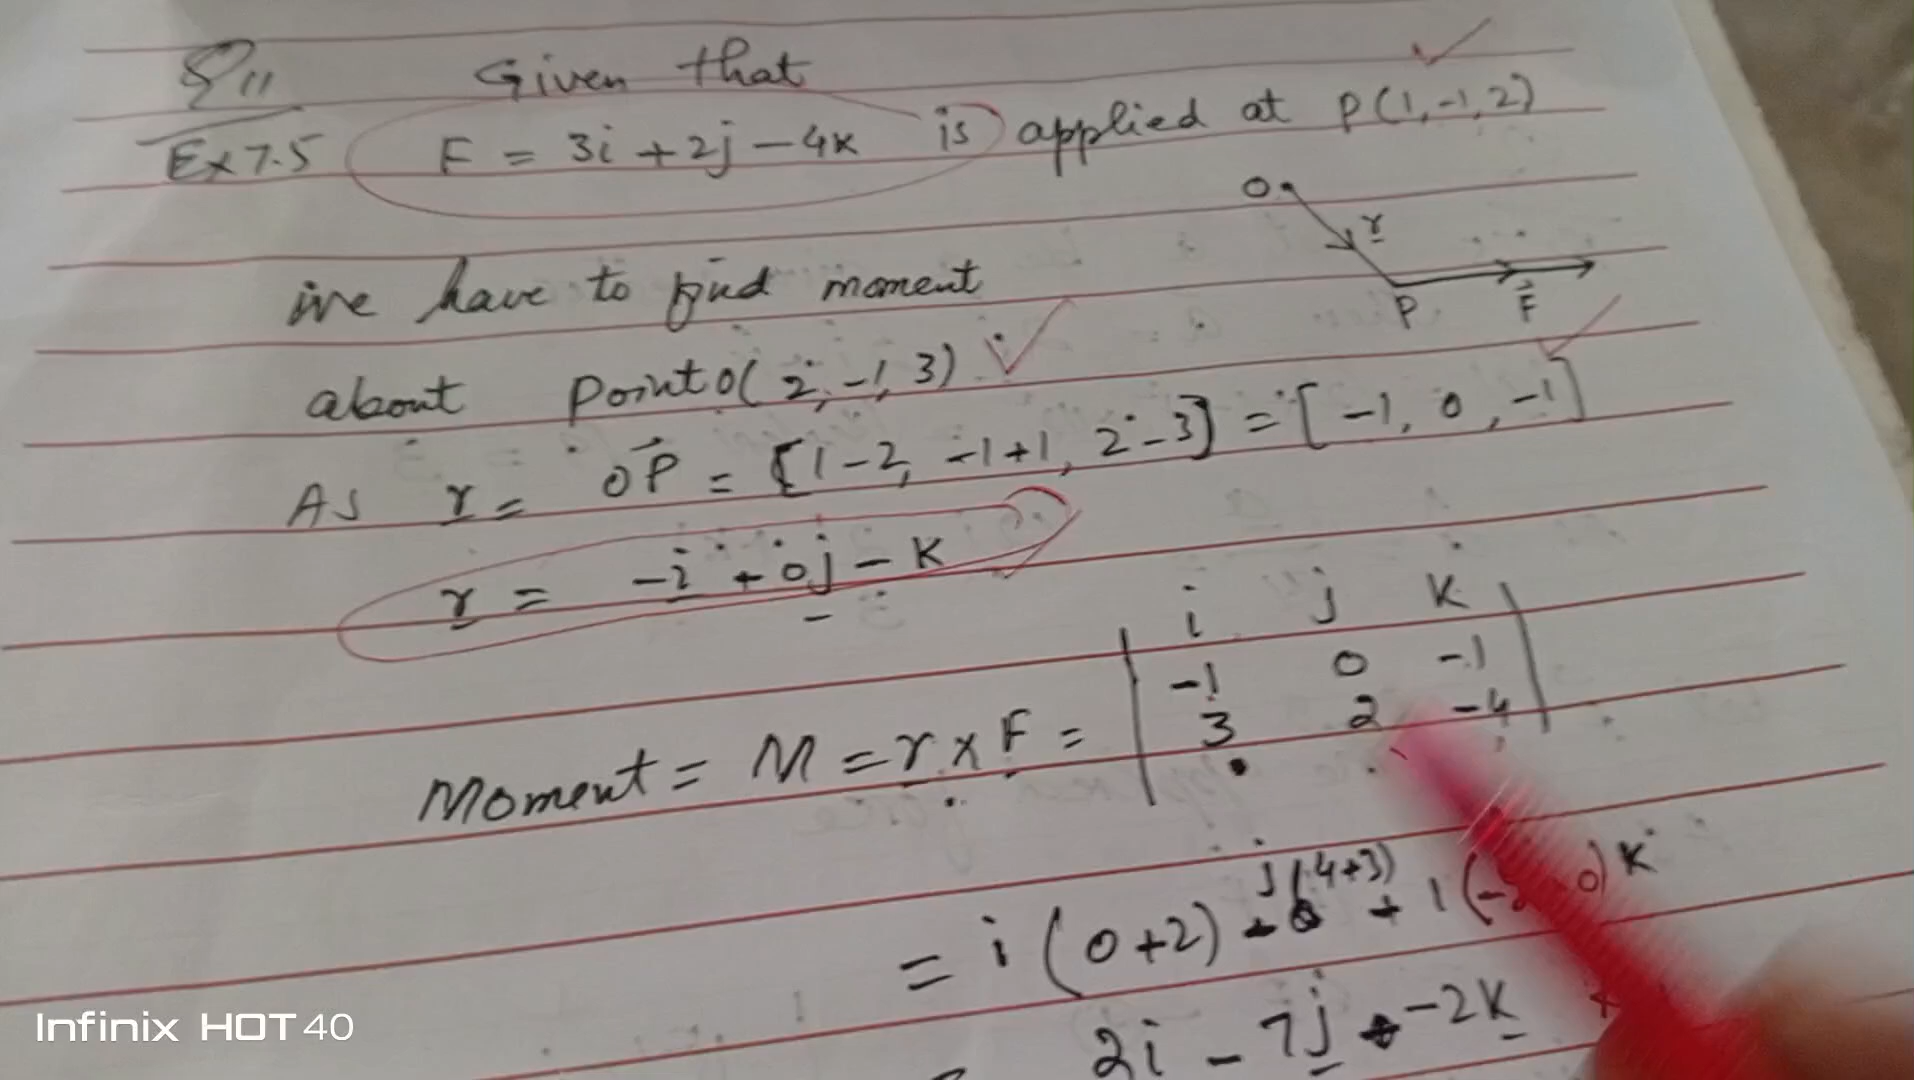 Q11 Given that
Ex 7.5 F = 3i + 2j - 4k is applied at P(1, -1, 2)
O r
we have to find moment
P F
about Point O(2, -1, 3)
As r = OP = [1-2, -1+1, 2-3] = [-1, 0, -1]
r = -i + 0j - k
i j k
-1 0 -1
Moment = M = r x F = 3 2 -4
j(4+3)
= i(0+2) - + 1(- 0)k
= 2i - 7j -2k
Infinix HOT 40